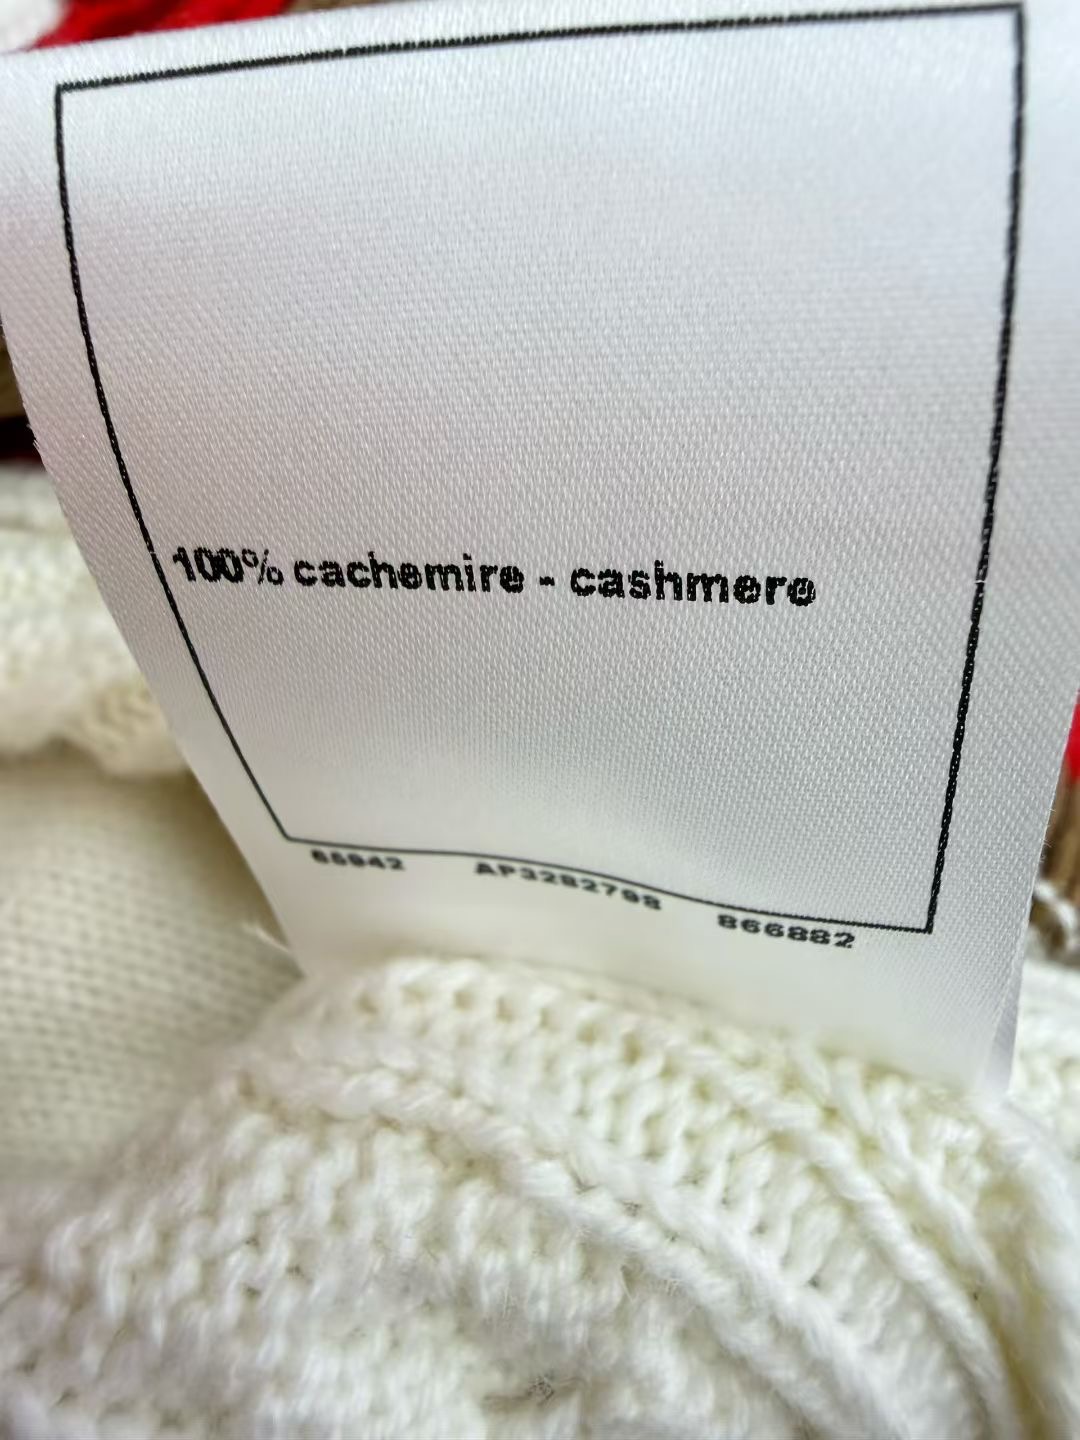 100% cachemire - cashmere
65942 AP3282798 866882